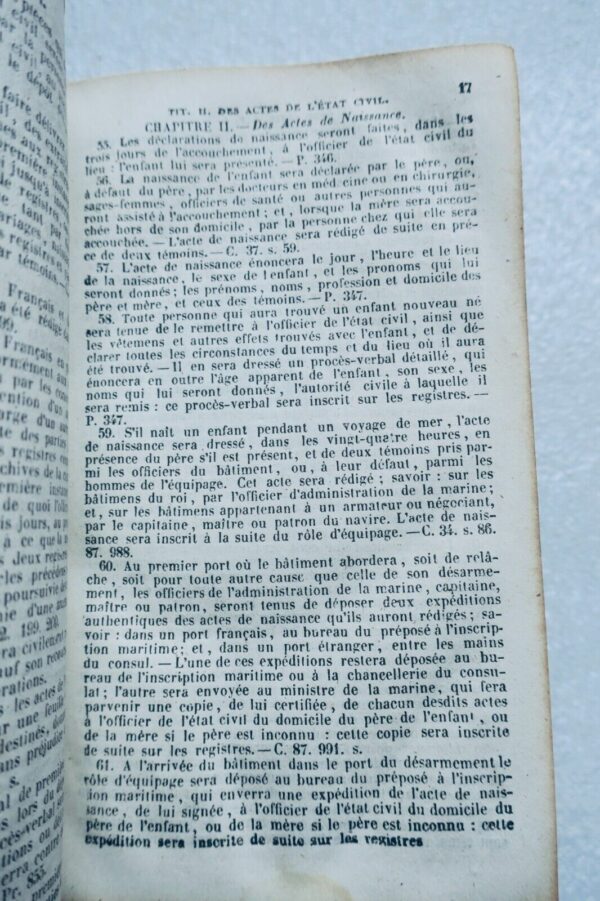 17
TIT. II. DES ACTES DE L'ÉTAT CIVIL.
CHAPITRE II. — Des Actes de Naissance.
55. Les déclarations de naissance seront faites, dans les
trois jours de l'accouchement, à l'officier de l'état civil du
lieu : l'enfant lui sera présenté. — P. 346.
56. La naissance de l'enfant sera déclarée par le père, ou,
à défaut du père, par les docteurs en méd cine ou en chirurgie,
sages-femmes, officiers de santé ou autres personnes qui au-
ront assisté à l'accouchement; et, lorsque la mère sera accou-
chée hors de son domicile, par la personne chez qui elle sera
accouchée. — L'acte de naissance sera rédigé de suite en pré-
ce de deux témoins. — C. 37. s. 59.
57. L'acte de naissance énoncera le jour, l'heure et le lieu
de la naissance, le sexe de l enfant, et les pronoms qui lui
seront donnés; les prénoms, noms, profession et domicile des
père et mère, et ceux des témoins. — P. 347.
58. Toute personne qui aura trouvé un enfant nouveau né
sera tenue de le remettre à l'officier de l'état civil, ainsi que
les vêtemens et autres effets trouvés avec l'enfant, et de dé-
clarer toutes les circonstances du temps et du lieu où il aura
été trouvé. — Il en sera dressé un procès-verbal détaillé, qui
énoncera en outre l'âge apparent de l'enfant, son sexe, les
noms qui lui seront donnés, l'autorité civile à laquelle il
sera remis : ce procès-verbal sera inscrit sur les registres. —
P. 347.
59. S'il naît un enfant pendant un voyage de mer, l'acte
de naissance sera dressé, dans les vingt-quatre heures, en
présence du père s'il est présent, et de deux témoins pris par-
mi les officiers du bâtiment, ou, à leur défaut, parmi les
hommes de l'équipage. Cet acte sera rédigé ; savoir : sur les
bâtimens du roi, par l'officier d'administration de la marine;
et, sur les bâtimens appartenant à un armateur ou négociant,
par le capitaine, maître ou patron du navire. L'acte de nais-
sance sera inscrit à la suite du rôle d'équipage. — C. 34. s. 86.
87. 988.
60. Au premier port où le bâtiment abordera, soit de relâ-
che, soit pour toute autre cause que celle de son désarme-
ment, les officiers de l'administration de la marine, capitaine,
maître ou patron, seront tenus de déposer deux expéditions
authentiques des actes de naissance qu'ils auront rédigés; sa-
voir : dans un port français, au bureau du préposé à l'inscrip-
tion maritime; et, dans un port étranger, entre les mains
du consul. — L'une de ces expéditions restera déposée au bu-
reau de l'inscription maritime ou à la chancellerie du consu-
lat; l'autre sera envoyée au ministre de la marine, qui fera
parvenir une copie, de lui certifiée, de chacun desdits actes
à l'officier de l'état civil du domicile du père de l'enfant, ou
de la mère si le père est inconnu : cette copie sera inscrite
de suite sur les registres. — C. 87. 991. s.
61. A l'arrivée du bâtiment dans le port du désarmement le
rôle d'équipage sera déposé au bureau du préposé à l'inscrip-
tion maritime, qui enverra une expédition de l'acte de nais-
sance, de lui signée, à l'officier de l'état civil du domicile du
père de l'enfant, ou de la mère si le père est inconnu : cette
expédition sera inscrite de suite sur les registres